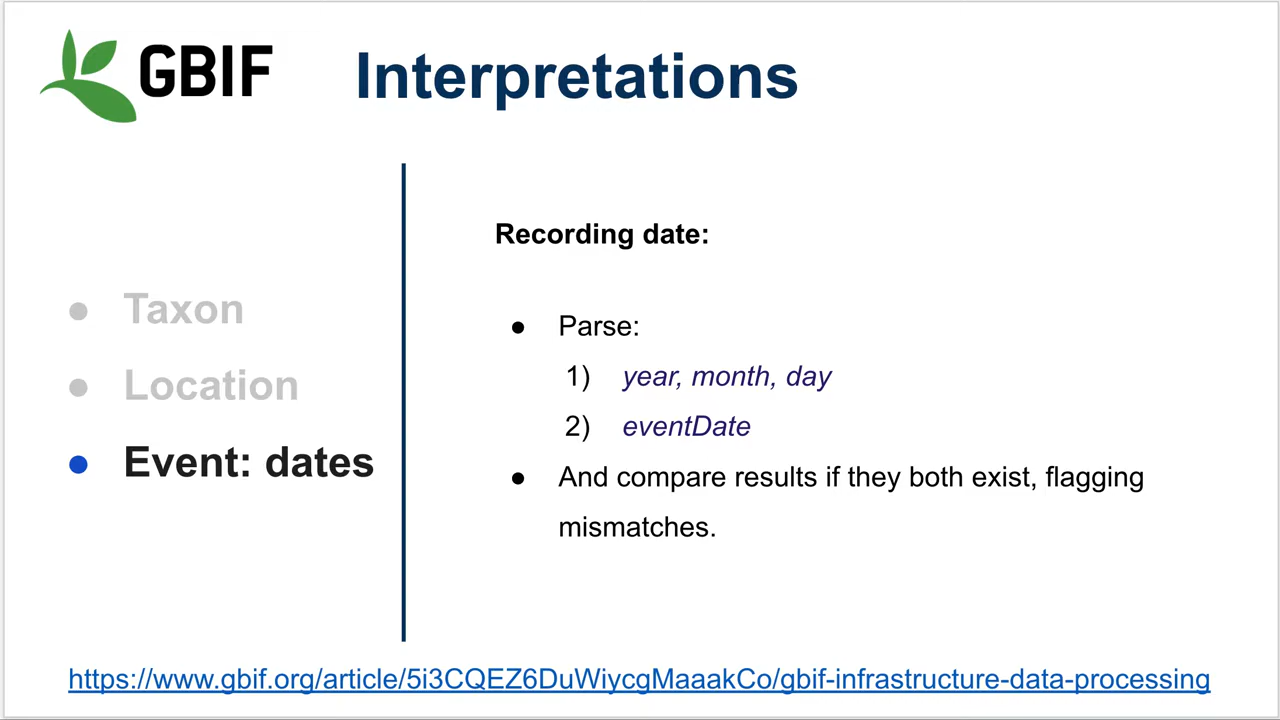 GBIF
Interpretations
● Taxon
● Location
● Event: dates
Recording date:
● Parse:
1) year, month, day
2) eventDate
● And compare results if they both exist, flagging
mismatches.
https://www.gbif.org/article/5i3CQEZ6DuWiycgMaaakCo/gbif-infrastructure-data-processing